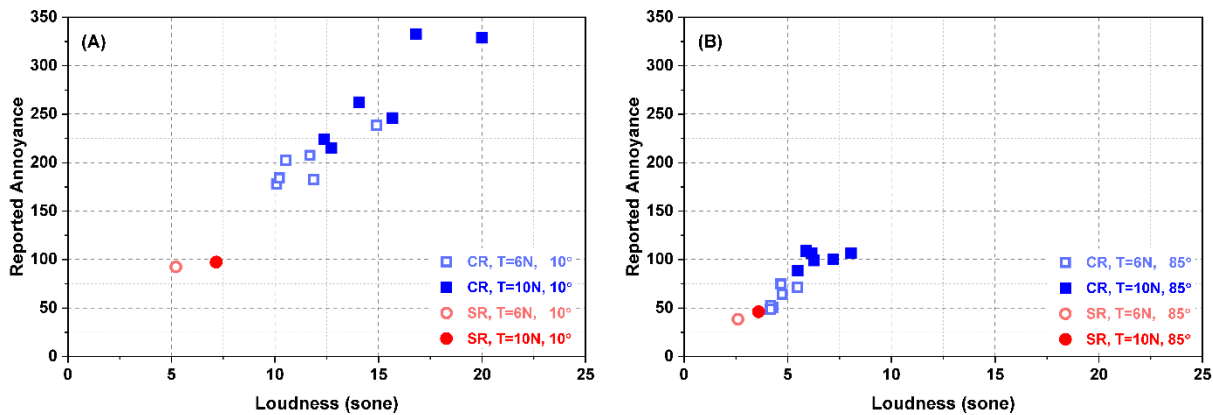 350
300
250
200
150
100
50
0
Reported Annoyance
(A)
CR, T=6N, 10°
CR, T=10N, 10°
SR, T=6N, 10°
SR, T=10N, 10°
0 5 10 15 20 25
Loudness (sone)
350
300
250
200
150
100
50
0
Reported Annoyance
(B)
CR, T=6N, 85°
CR, T=10N, 85°
SR, T=6N, 85°
SR, T=10N, 85°
0 5 10 15 20 25
Loudness (sone)